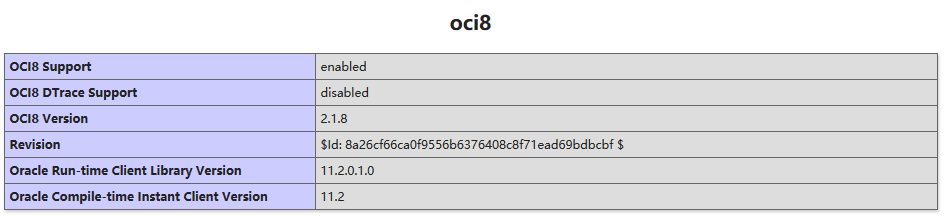 oci8
OCI8 Support enabled
OCI8 DTrace Support disabled
OCI8 Version 2.1.8
Revision $Id: 8a26cf66ca0f9556b6376408c8f71ead69bdbcbf $
Oracle Run-time Client Library Version 11.2.0.1.0
Oracle Compile-time Instant Client Version 11.2